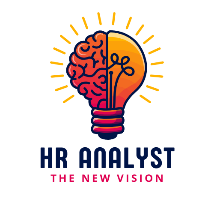 HR ANALYST
THE NEW VISION